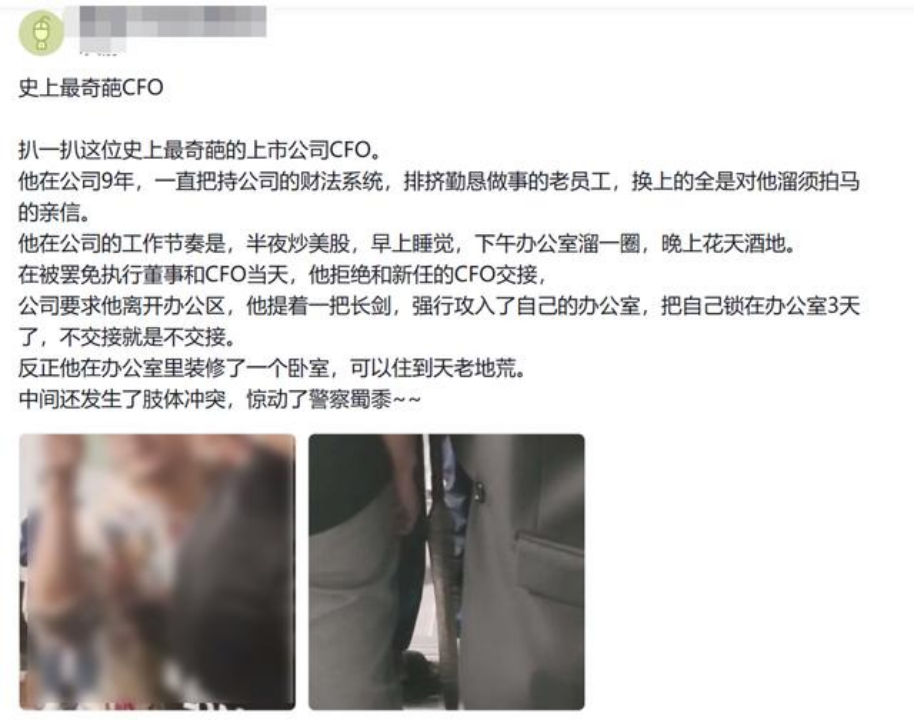 史上最奇葩CFO
扒一扒这位史上最奇葩的上市公司CFO。
他在公司9年，一直把持公司的财法系统，排挤勤恳做事的老员工，换上的全是对他溜须拍马
的亲信。
他在公司的工作节奏是，半夜炒美股，早上睡觉，下午办公室溜一圈，晚上花天酒地。
在被罢免执行董事和CFO当天，他拒绝和新任的CFO交接，
公司要求他离开办公区，他提着一把长剑，强行攻入了自己的办公室，把自己锁在办公室3天
了，不交接就是不交接。
反正他在办公室里装修了一个卧室，可以住到天老地荒。
中间还发生了肢体冲突，惊动了警察蜀黍~~